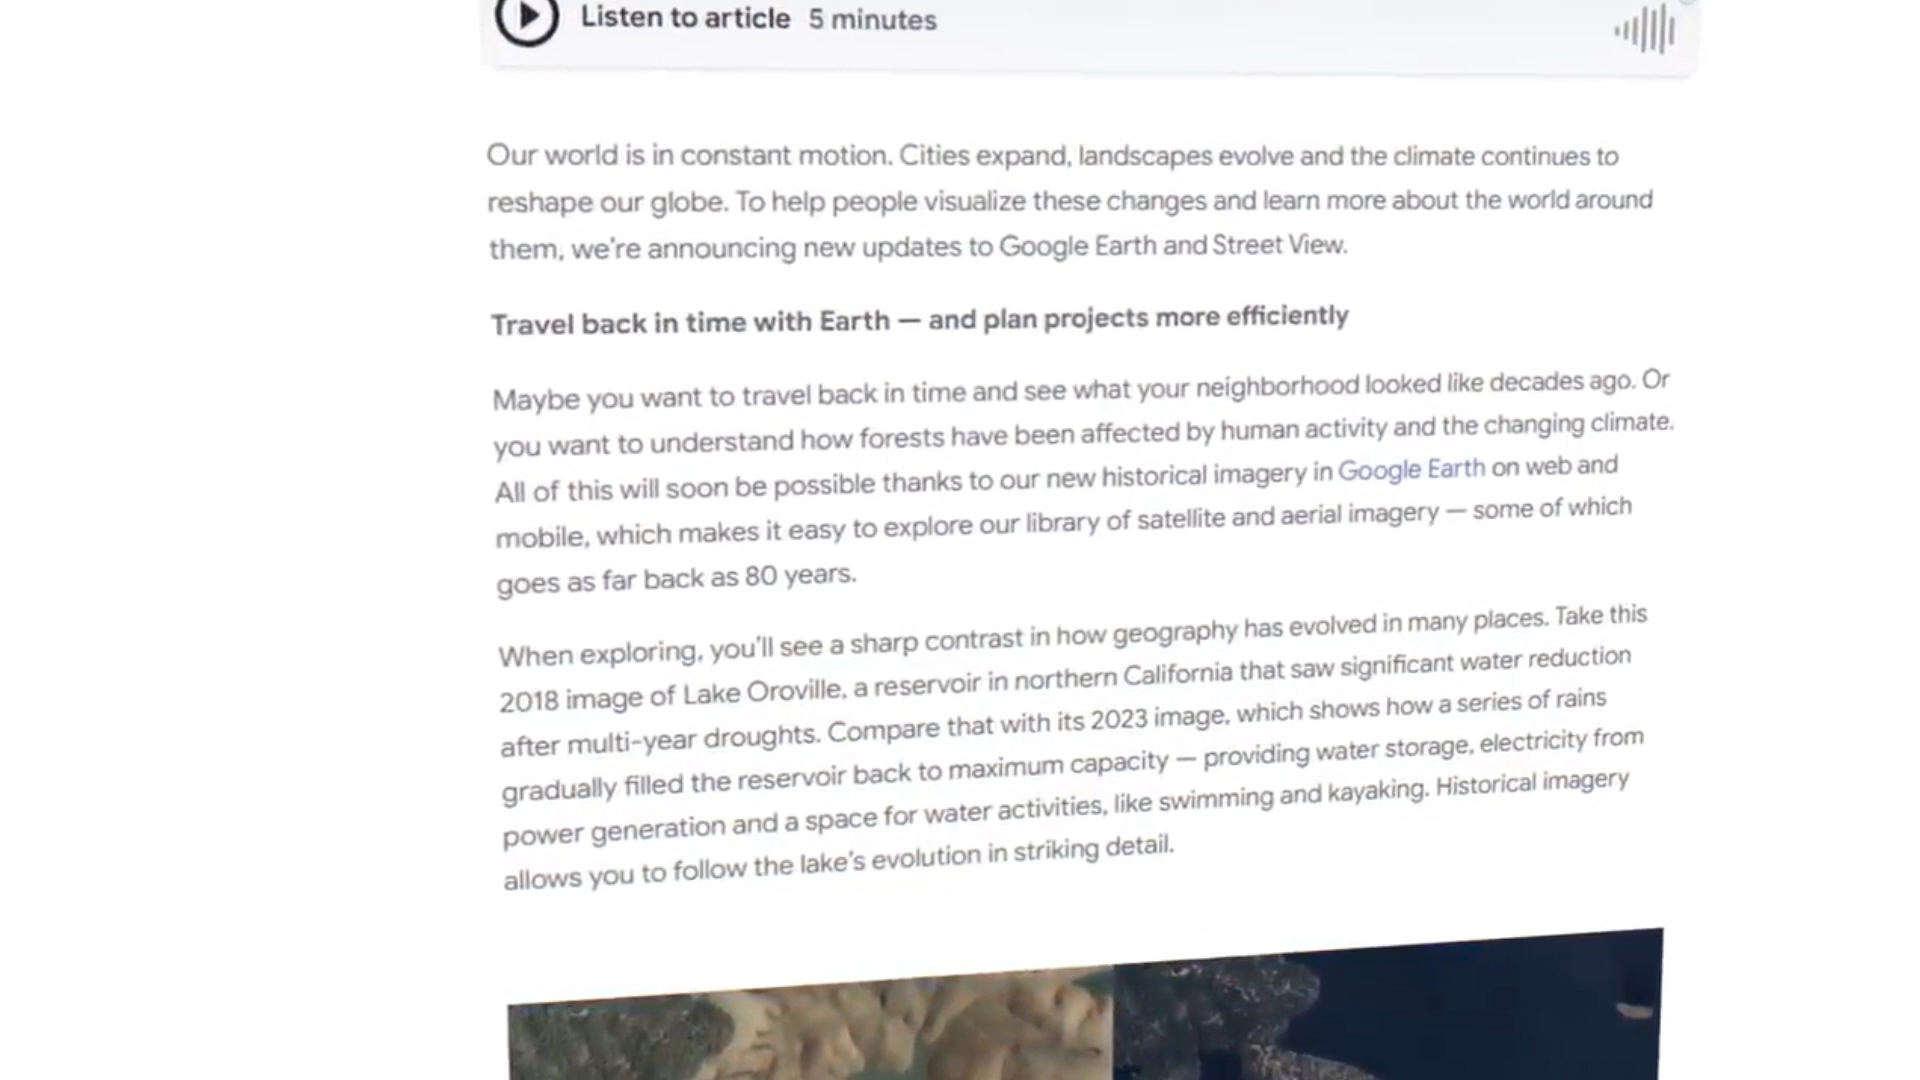 Listen to article 5 minutes
Our world is in constant motion. Cities expand, landscapes evolve and the climate continues to
reshape our globe. To help people visualize these changes and learn more about the world around
them, we're announcing new updates to Google Earth and Street View.
Travel back in time with Earth — and plan projects more efficiently
Maybe you want to travel back in time and see what your neighborhood looked like decades ago. Or
you want to understand how forests have been affected by human activity and the changing climate.
All of this will soon be possible thanks to our new historical imagery in Google Earth on web and
mobile, which makes it easy to explore our library of satellite and aerial imagery — some of which
goes as far back as 80 years.
When exploring, you'll see a sharp contrast in how geography has evolved in many places. Take this
2018 image of Lake Oroville, a reservoir in northern California that saw significant water reduction
after multi-year droughts. Compare that with its 2023 image, which shows how a series of rains
gradually filled the reservoir back to maximum capacity — providing water storage, electricity from
power generation and a space for water activities, like swimming and kayaking. Historical imagery
allows you to follow the lake's evolution in striking detail.